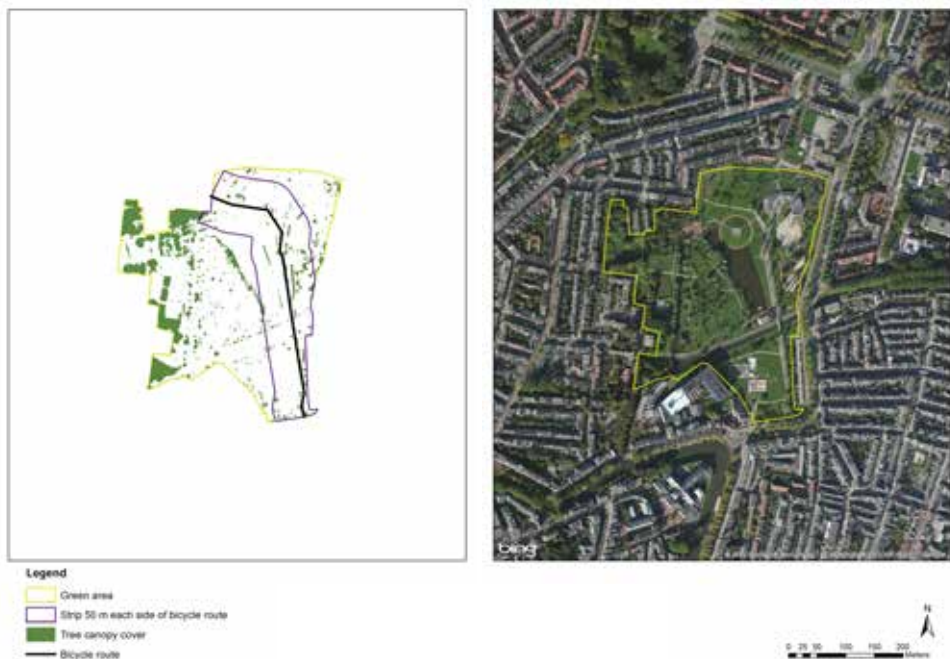 bing
Legend
Green area
Strip 50 m each side of bicycle route
Tree canopy cover
Bicycle route
N
0 25 50 100 150 200
Meters